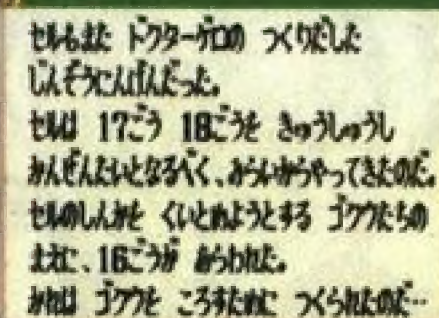 セルもまた ドクターゲロの つくりだした
じんぞうにんげんだった。
セルは 17ごう 18ごうを きゅうしゅうし
かんぜんたいとなるべく、みらいからやってきたのだ。
セルのしんかを くいとめようとする ゴクウたちの
まえに、16ごうが あらわれた。
かれは ゴクウを ころすために つくられたのだ…